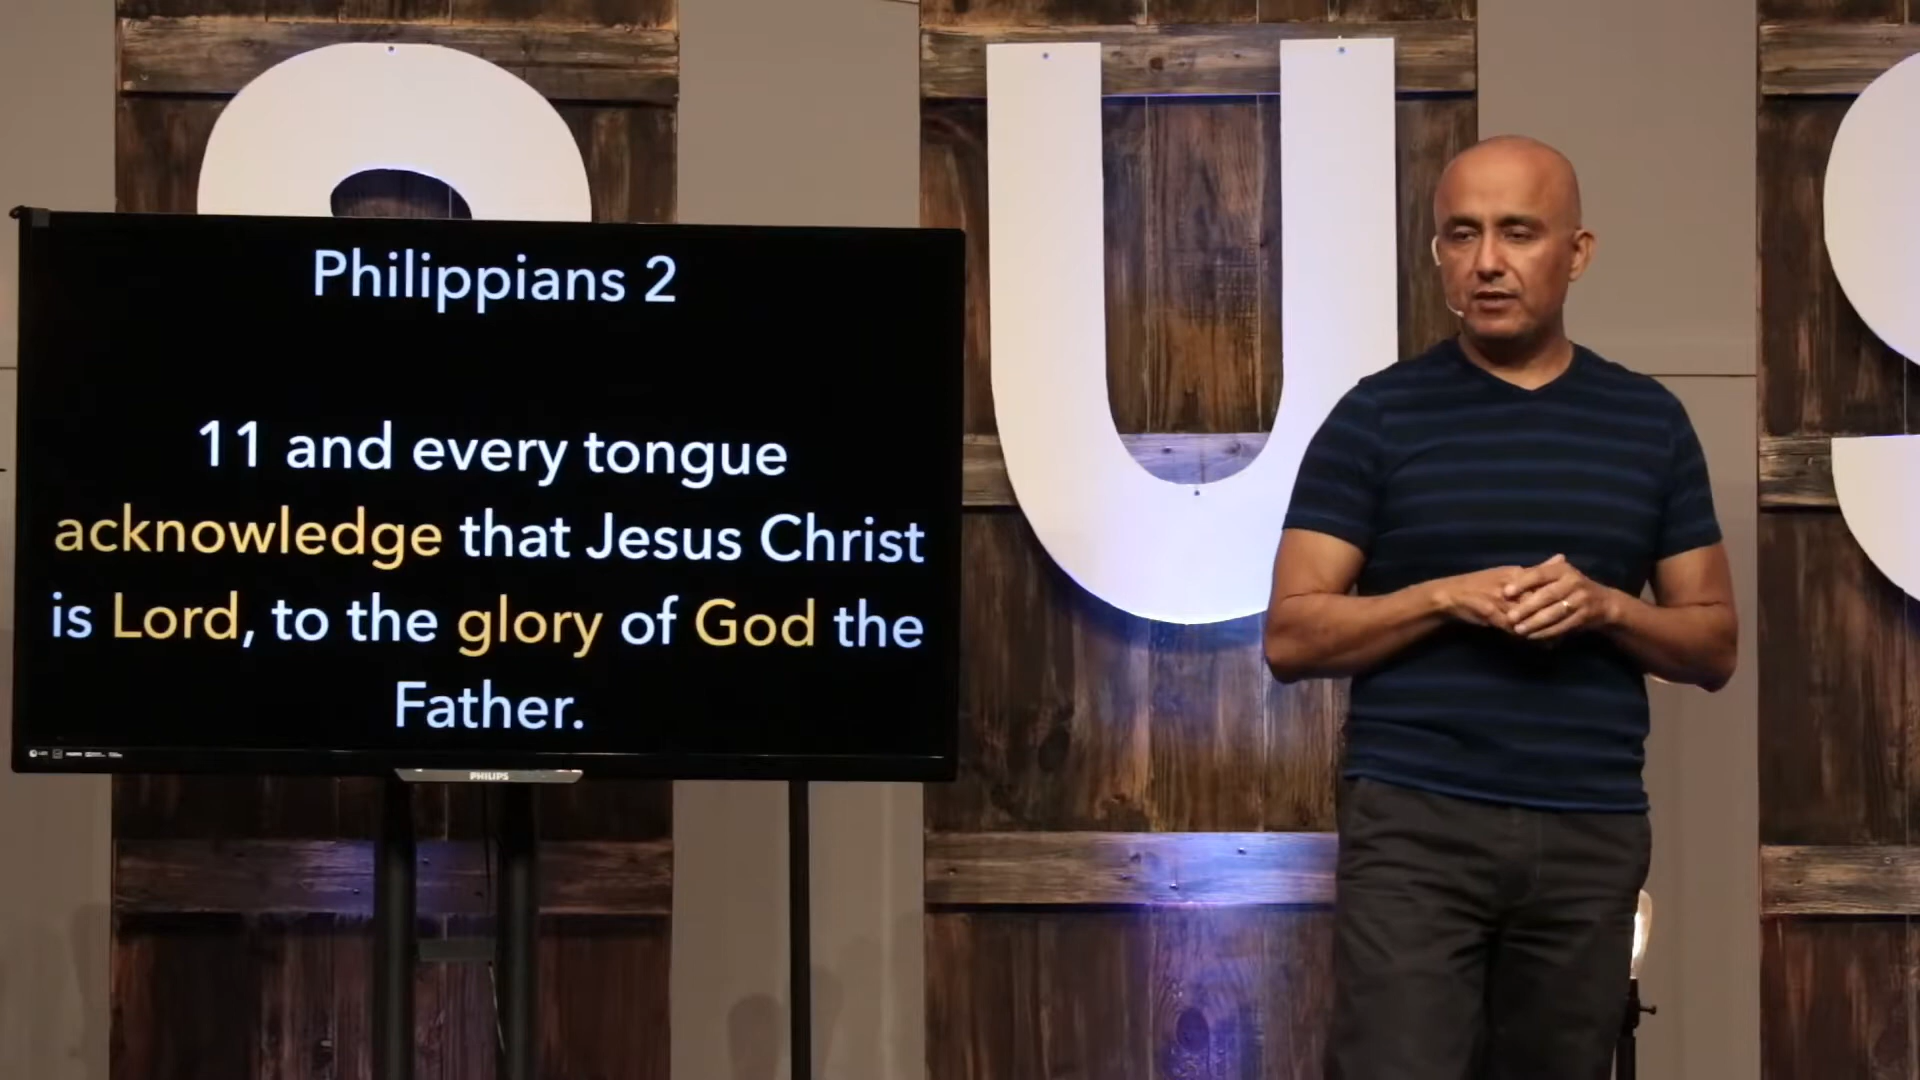 Philippians 2
11 and every tongue
acknowledge that Jesus Christ
is Lord, to the glory of God the
Father.
PHILIPS
U